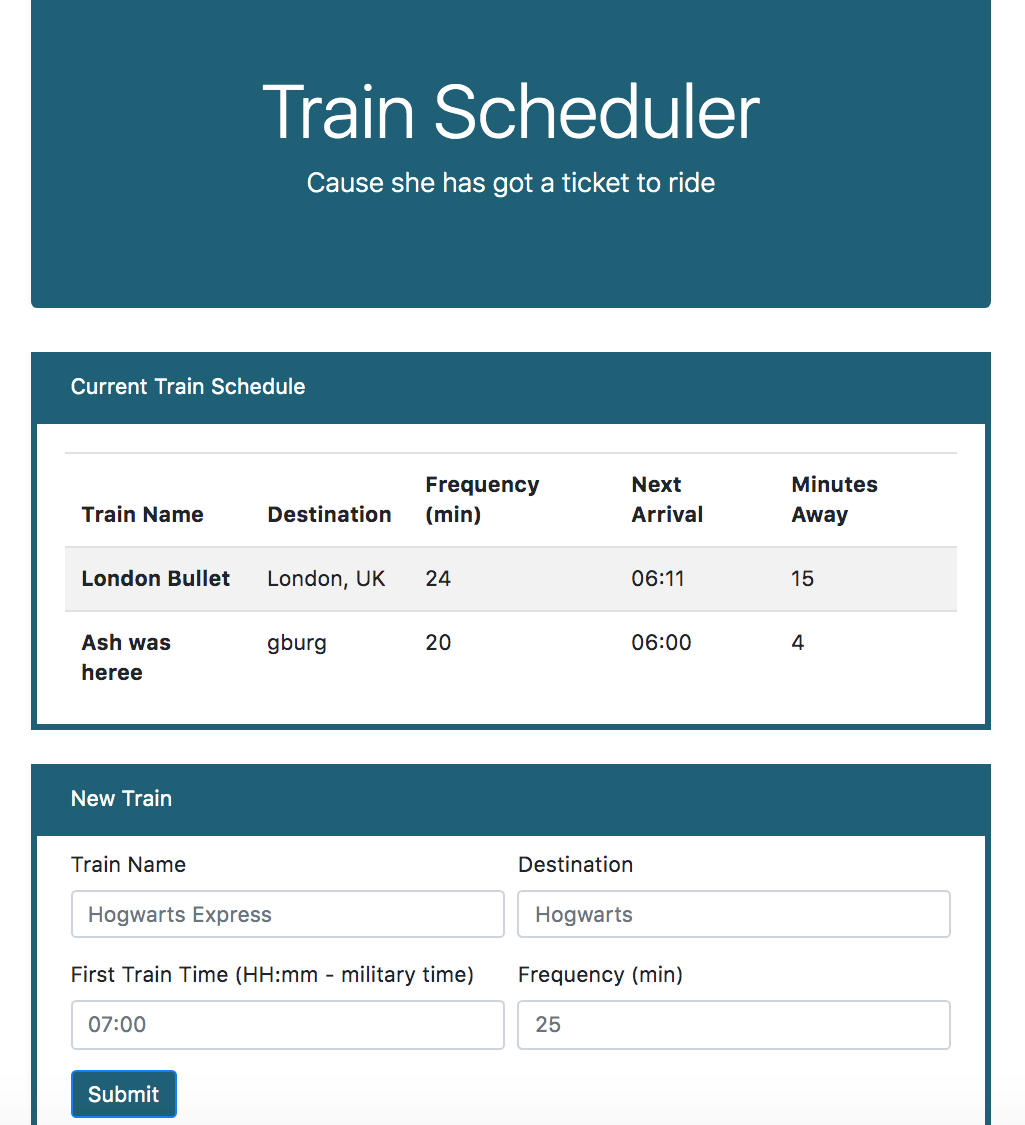 Train Scheduler
Cause she has got a ticket to ride
Current Train Schedule
Train Name Destination Frequency (min) Next Arrival Minutes Away
London Bullet London, UK 24 06:11 15
Ash was heree gburg 20 06:00 4
New Train
Train Name Destination
Hogwarts Express Hogwarts
First Train Time (HH:mm - military time) Frequency (min)
07:00 25
Submit